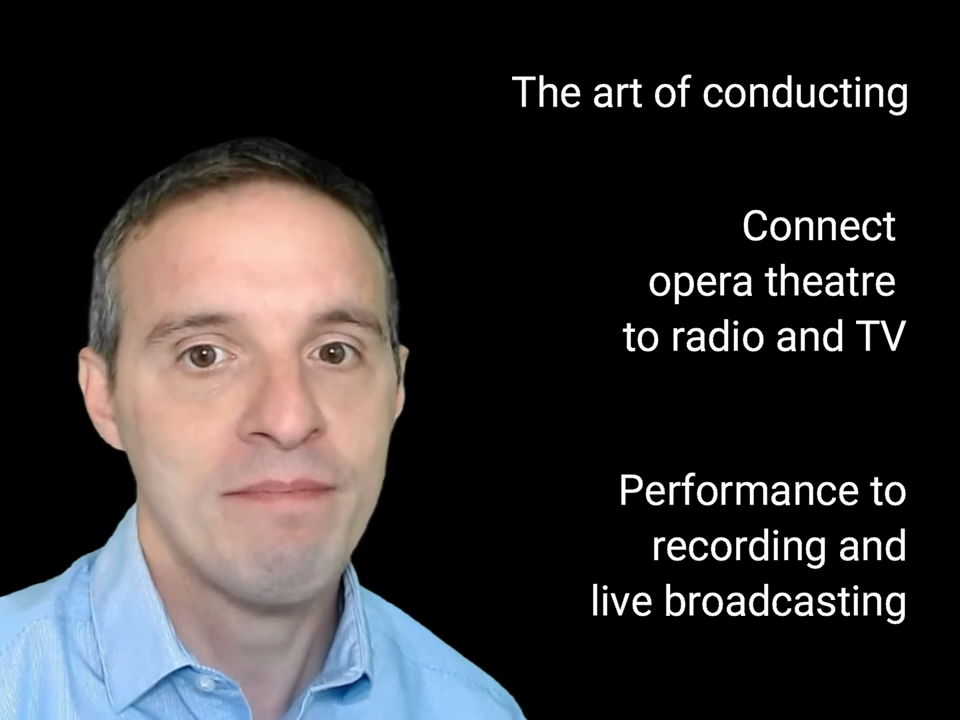 The art of conducting
Connect
opera theatre
to radio and TV
Performance to
recording and
live broadcasting